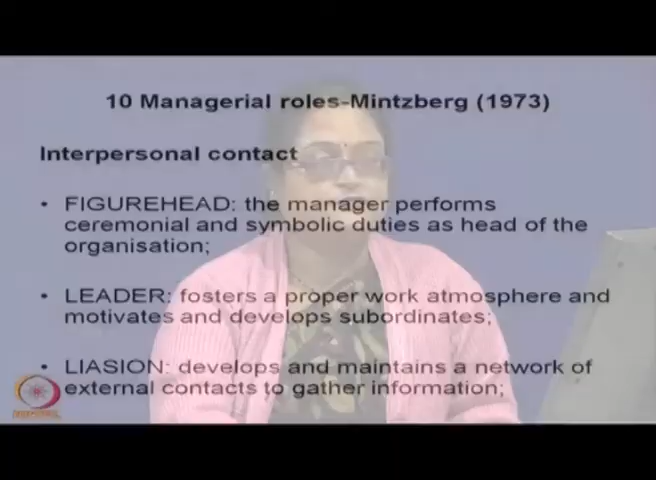 10 Managerial roles-Mintzberg (1973)
Interpersonal contact
• FIGUREHEAD: the manager performs
ceremonial and symbolic duties as head of the
organisation;
• LEADER: fosters a proper work atmosphere and
motivates and develops subordinates;
• LIASION: develops and maintains a network of
external contacts to gather information;